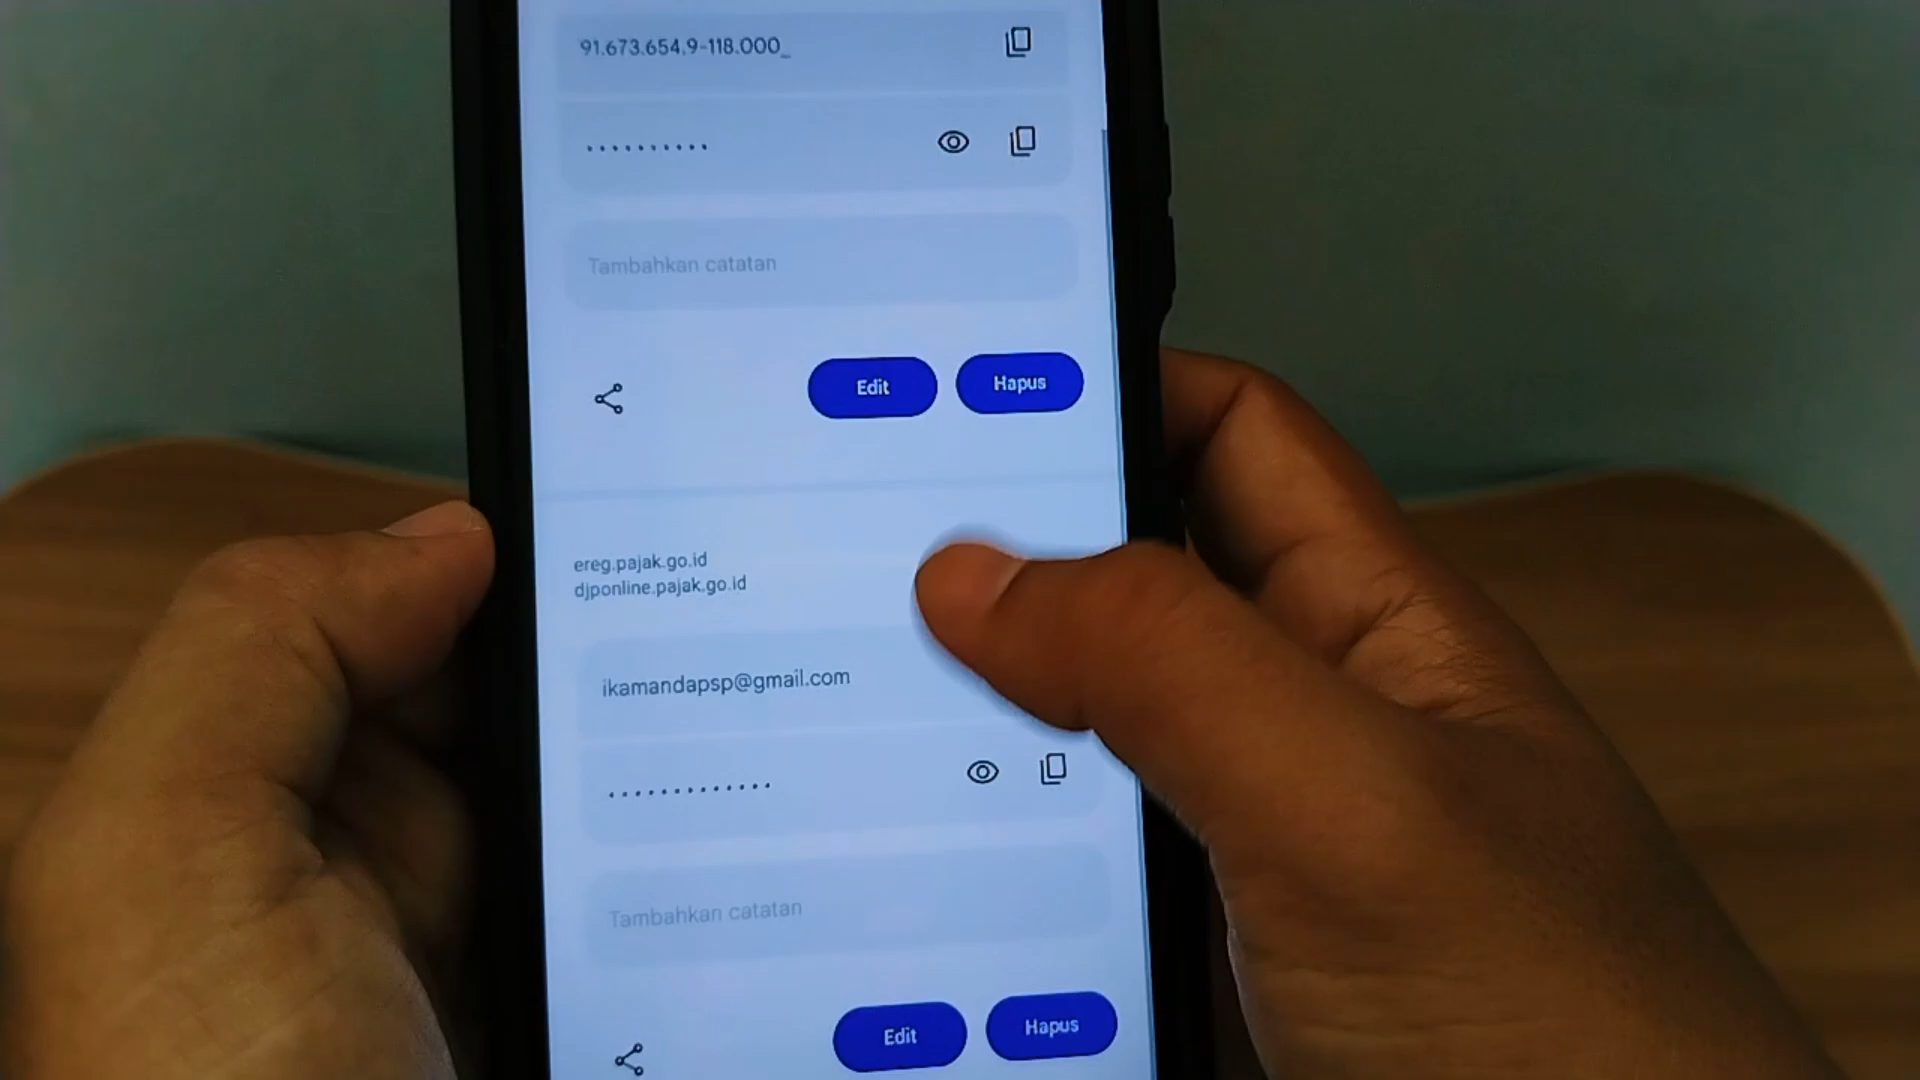 91.673.654.9-118.000_
••••••••••
Tambahkan catatan
Edit
Hapus
ereg.pajak.go.id
djponline.pajak.go.id
ikamandapsp@gmail.com
•••••••••••••
Tambahkan catatan
Edit
Hapus